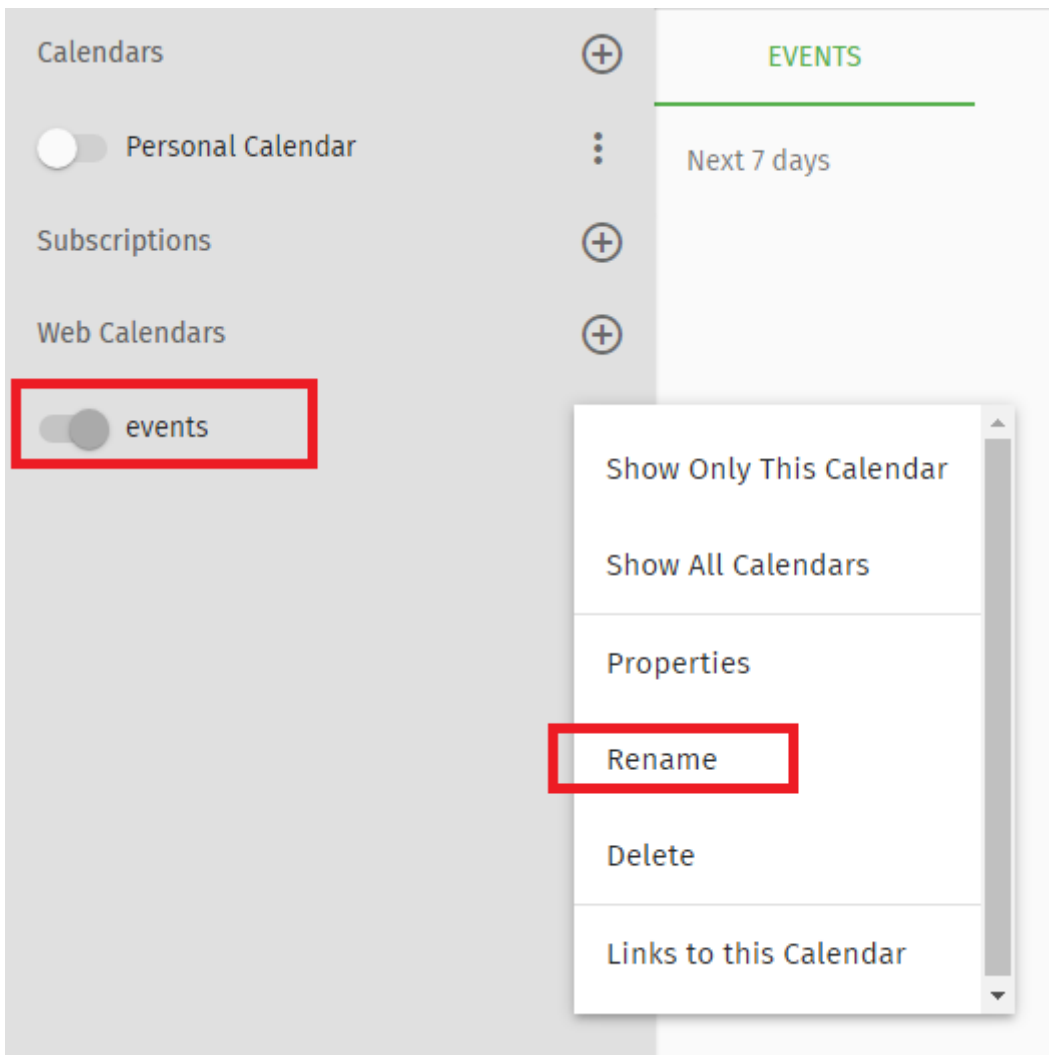 Calendars
EVENTS
Personal Calendar
Next 7 days
Subscriptions
Web Calendars
events
Show Only This Calendar
Show All Calendars
Properties
Rename
Delete
Links to this Calendar